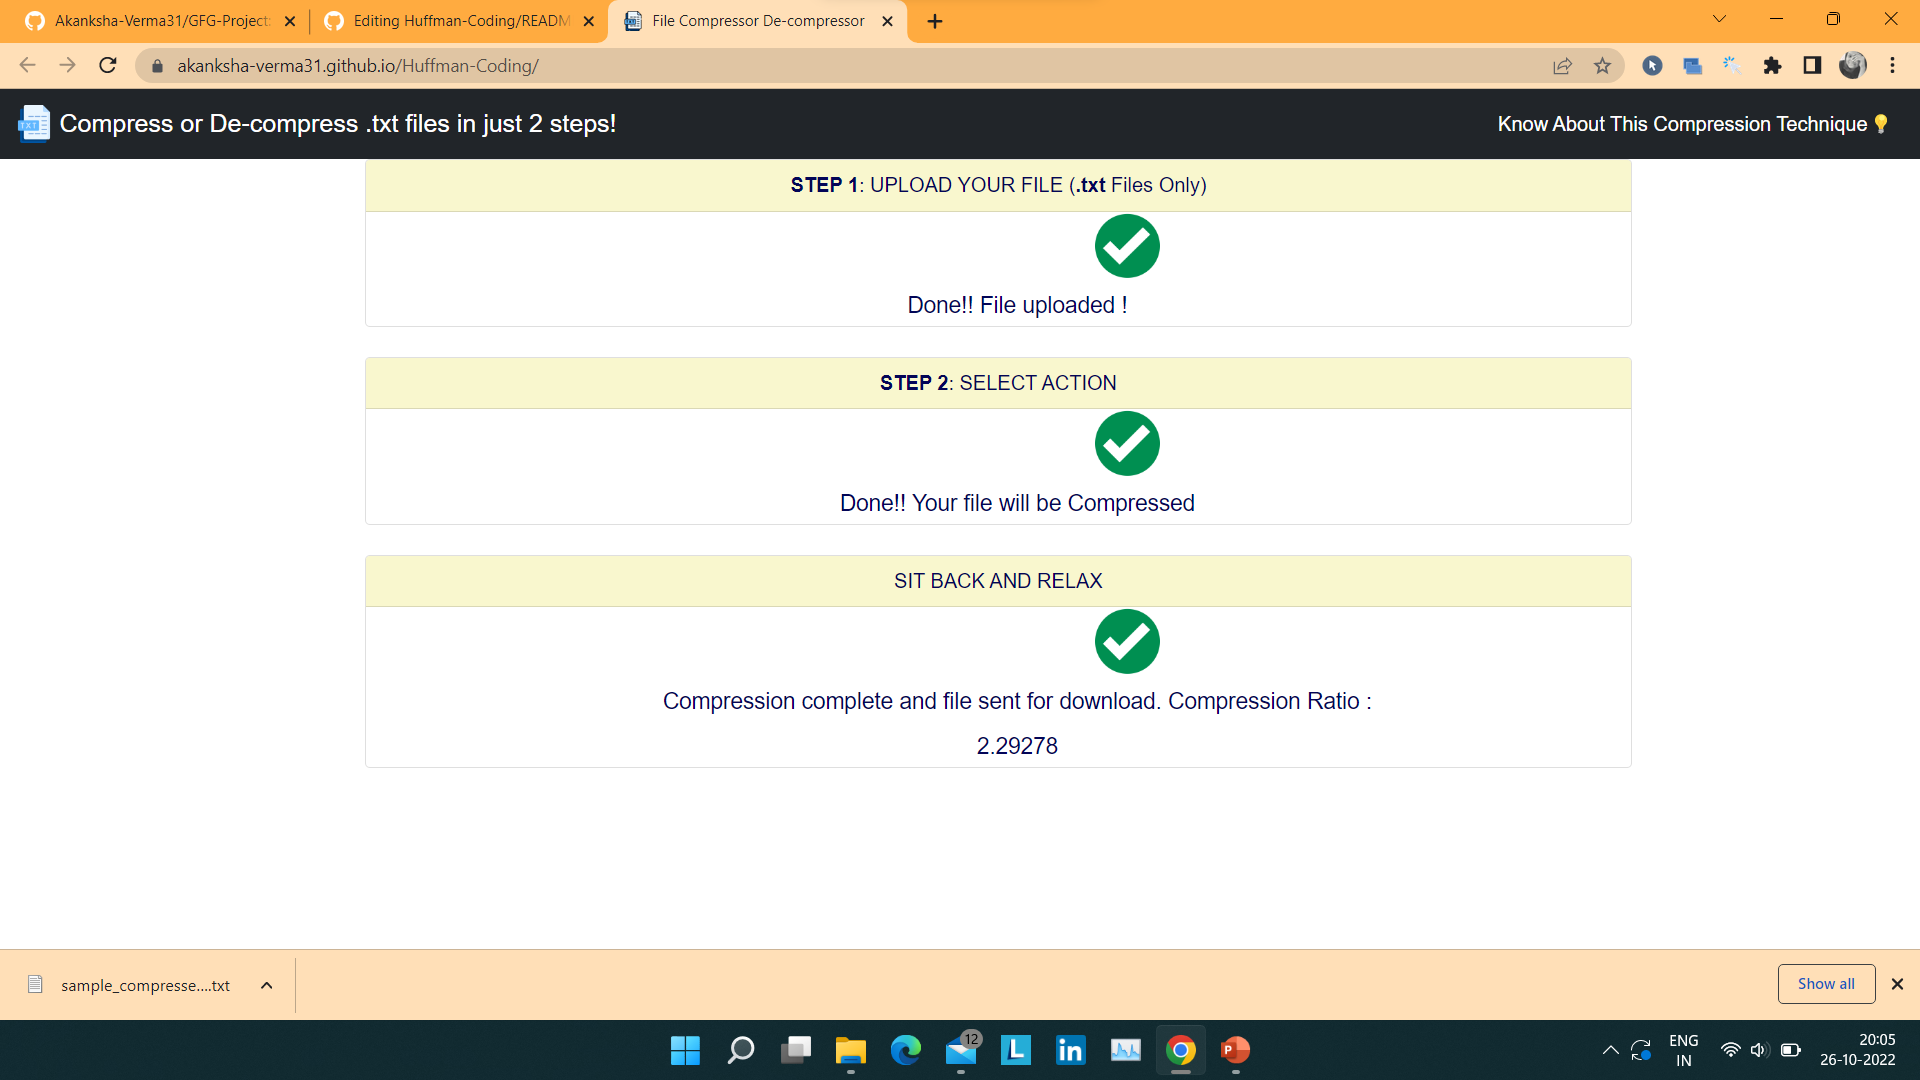 Akanksha-Verma31/GFG-Project
Editing Huffman-Coding/READM
File Compressor De-compressor
akanksha-verma31.github.io/Huffman-Coding/
TXT
Compress or De-compress .txt files in just 2 steps!
Know About This Compression Technique
STEP 1: UPLOAD YOUR FILE (.txt Files Only)
Done!! File uploaded !
STEP 2: SELECT ACTION
Done!! Your file will be Compressed
SIT BACK AND RELAX
Compression complete and file sent for download. Compression Ratio :
2.29278
sample_compresse....txt
Show all
12
L
in
P
ENG
IN
20:05
26-10-2022